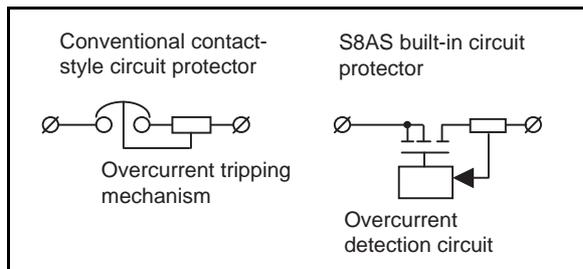 Conventional contact-
style circuit protector
Overcurrent tripping
mechanism
S8AS built-in circuit
protector
Overcurrent
detection circuit